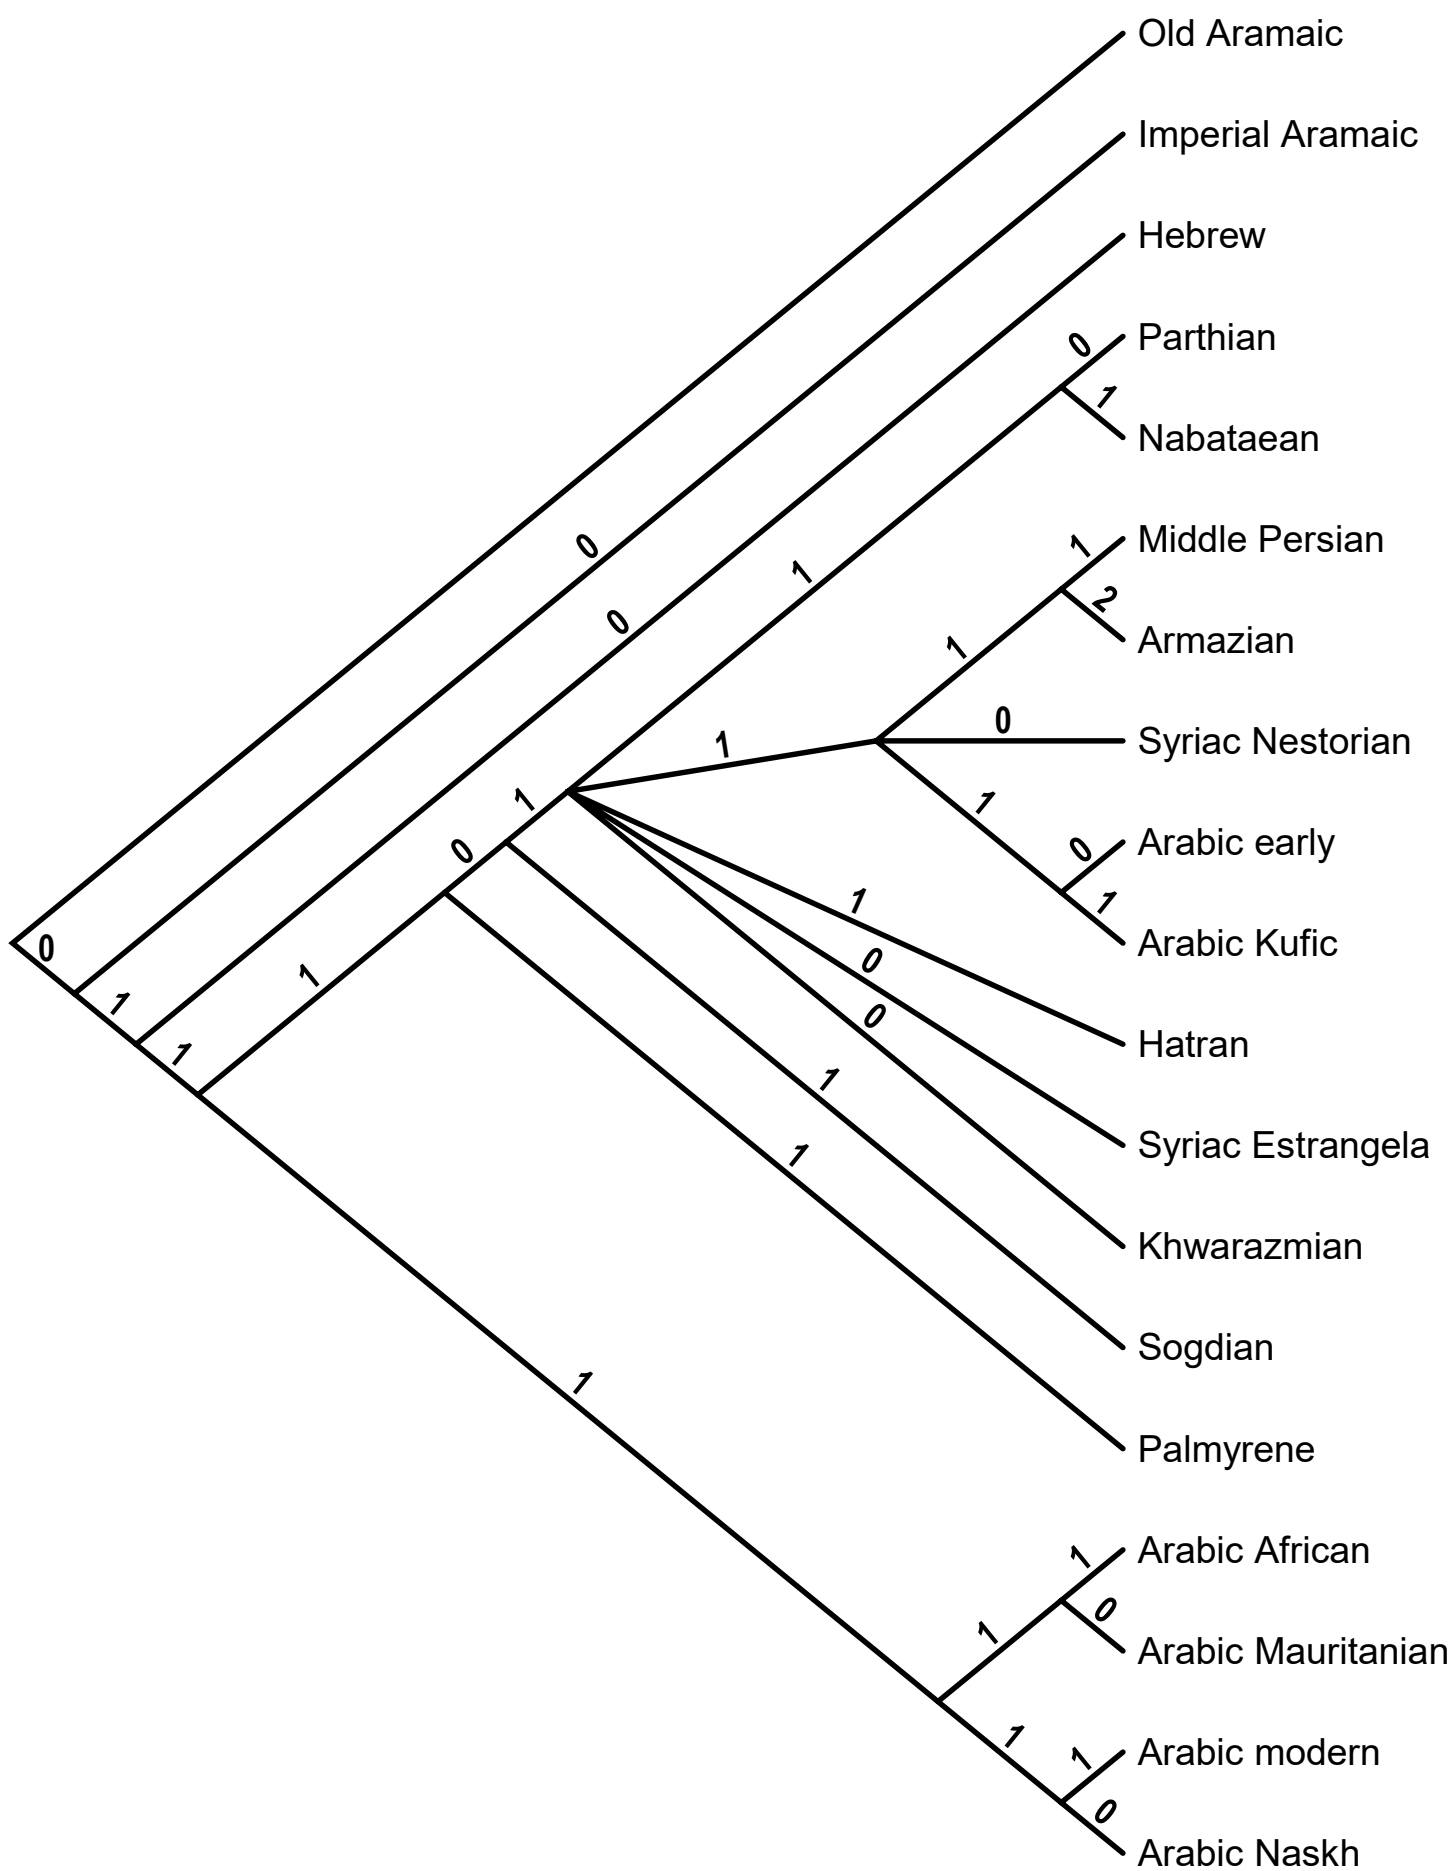 Old Aramaic
Imperial Aramaic
Hebrew
0
Parthian
1
Nabataean
1
Middle Persian
0
1
2
Armazian
0
1
1
0
Syriac Nestorian
1
1
1
0
Arabic early
0
1
1
Arabic Kufic
0
1
0
1
1
0
Hatran
1
1
Syriac Estrangela
1
Khwarazmian
Sogdian
1
Palmyrene
1
Arabic African
1
0
Arabic Mauritanian
1
1
Arabic modern
0
Arabic Naskh